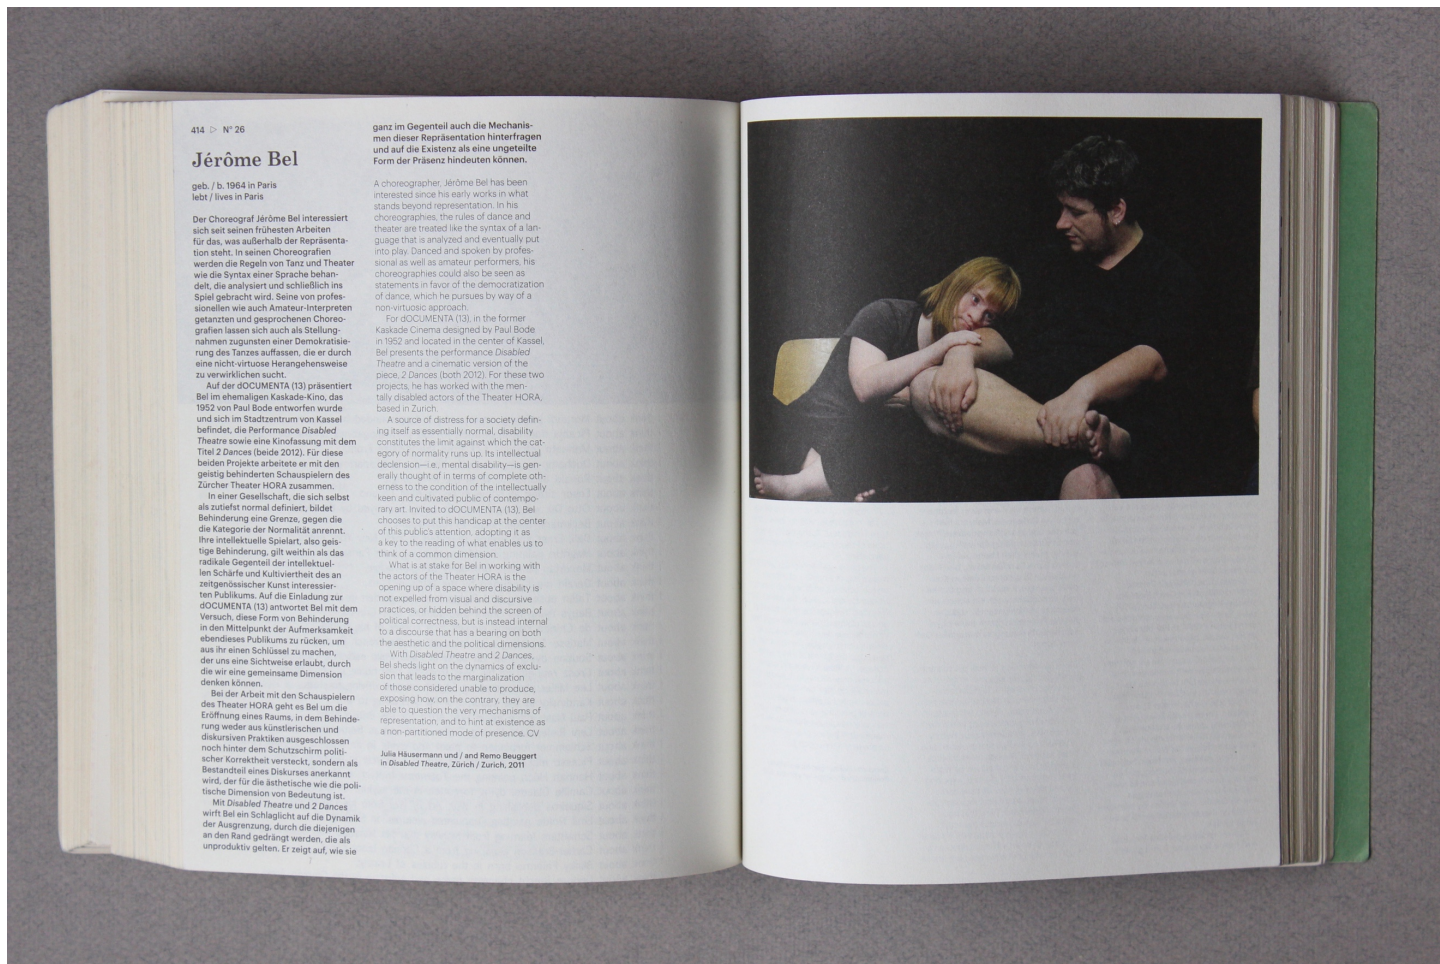 414 ▷ N° 26
Jérôme Bel
geb. / b. 1964 in Paris
lebt / lives in Paris
Der Choreograf Jérôme Bel interessiert
sich seit seinen frühesten Arbeiten
für das, was außerhalb der Repräsenta-
tion steht. In seinen Choreografien
werden die Regeln von Tanz und Theater
wie die Syntax einer Sprache behan-
delt, die analysiert und schließlich ins
Spiel gebracht wird. Seine von profes-
sionellen wie auch Amateur-Interpreten
getanzten und gesprochenen Choreo-
grafien lassen sich auch als Stellung-
nahmen zugunsten einer Demokratisie-
rung des Tanzes auffassen, die er durch
eine nicht-virtuose Herangehensweise
zu verwirklichen sucht.
Auf der dOCUMENTA (13) präsentiert
Bel im ehemaligen Kaskade-Kino, das
1952 von Paul Bode entworfen wurde
und sich im Stadtzentrum von Kassel
befindet, die Performance Disabled
Theatre sowie eine Kinofassung mit dem
Titel 2 Dances (beide 2012). Für diese
beiden Projekte arbeitete er mit den
geistig behinderten Schauspielern des
Zürcher Theater HORA zusammen.
In einer Gesellschaft, die sich selbst
als zutiefst normal definiert, bildet
Behinderung eine Grenze, gegen die
die Kategorie der Normalität anrennt.
Ihre intellektuelle Spielart, also geis-
tige Behinderung, gilt weithin als das
radikale Gegenteil der intellektuel-
len Schärfe und Kultiviertheit des an
zeitgenössischer Kunst interessier-
ten Publikums. Auf die Einladung zur
dOCUMENTA (13) antwortet Bel mit dem
Versuch, diese Form von Behinderung
in den Mittelpunkt der Aufmerksamkeit
ebendieses Publikums zu rücken, um
aus ihr einen Schlüssel zu machen,
der uns eine Sichtweise erlaubt, durch
die wir eine gemeinsame Dimension
denken können.
Bei der Arbeit mit den Schauspielern
des Theater HORA geht es Bel um die
Eröffnung eines Raums, in dem Behinde-
rung weder aus künstlerischen und
diskursiven Praktiken ausgeschlossen
noch hinter dem Schutzschirm politi-
scher Korrektheit versteckt, sondern als
Bestandteil eines Diskurses anerkannt
wird, der für die ästhetische wie die poli-
tische Dimension von Bedeutung ist.
Mit Disabled Theatre und 2 Dances
wirft Bel ein Schlaglicht auf die Dynamik
der Ausgrenzung, durch die diejenigen
an den Rand gedrängt werden, die als
unproduktiv gelten. Er zeigt auf, wie sie
ganz im Gegenteil auch die Mechanis-
men dieser Repräsentation hinterfragen
und auf die Existenz als eine ungeteilte
Form der Präsenz hindeuten können.
A choreographer, Jérôme Bel has been
interested since his early works in what
stands beyond representation. In his
choreographies, the rules of dance and
theater are treated like the syntax of a lan-
guage that is analyzed and eventually put
into play. Danced and spoken by profes-
sional as well as amateur performers, his
choreographies could also be seen as
statements in favor of the democratization
of dance, which he pursues by way of a
non-virtuosic approach.
For dOCUMENTA (13), in the former
Kaskade Cinema designed by Paul Bode
in 1952 and located in the center of Kassel,
Bel presents the performance Disabled
Theatre and a cinematic version of the
piece, 2 Dances (both 2012). For these two
projects, he has worked with the men-
tally disabled actors of the Theater HORA,
based in Zurich.
A source of distress for a society defin-
ing itself as essentially normal, disability
constitutes the limit against which the cat-
egory of normality runs up. Its intellectual
declension—i.e., mental disability—is gen-
erally thought of in terms of complete oth-
erness to the condition of the intellectually
keen and cultivated public of contempo-
rary art. Invited to dOCUMENTA (13), Bel
chooses to put this handicap at the center
of this public's attention, adopting it as
a key to the reading of what enables us to
think of a common dimension.
What is at stake for Bel in working with
the actors of the Theater HORA is the
opening up of a space where disability is
not expelled from visual and discursive
practices, or hidden behind the screen of
political correctness, but is instead internal
to a discourse that has a bearing on both
the aesthetic and the political dimensions.
With Disabled Theatre and 2 Dances,
Bel sheds light on the dynamics of exclu-
sion that leads to the marginalization
of those considered unable to produce,
exposing how, on the contrary, they are
able to question the very mechanisms of
representation, and to hint at existence as
a non-partitioned mode of presence. CV
Julia Häusermann und / and Remo Beuggert
in Disabled Theatre, Zürich / Zurich, 2011